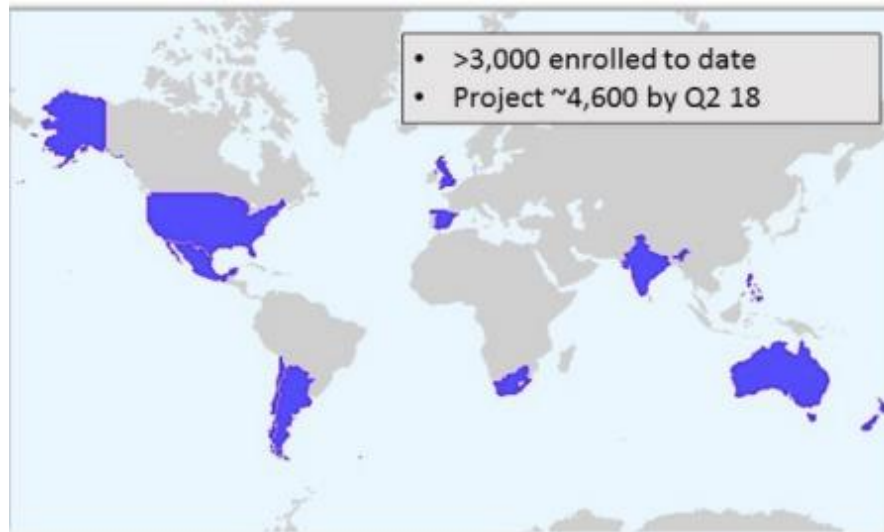 • >3,000 enrolled to date
• Project ~4,600 by Q2 18